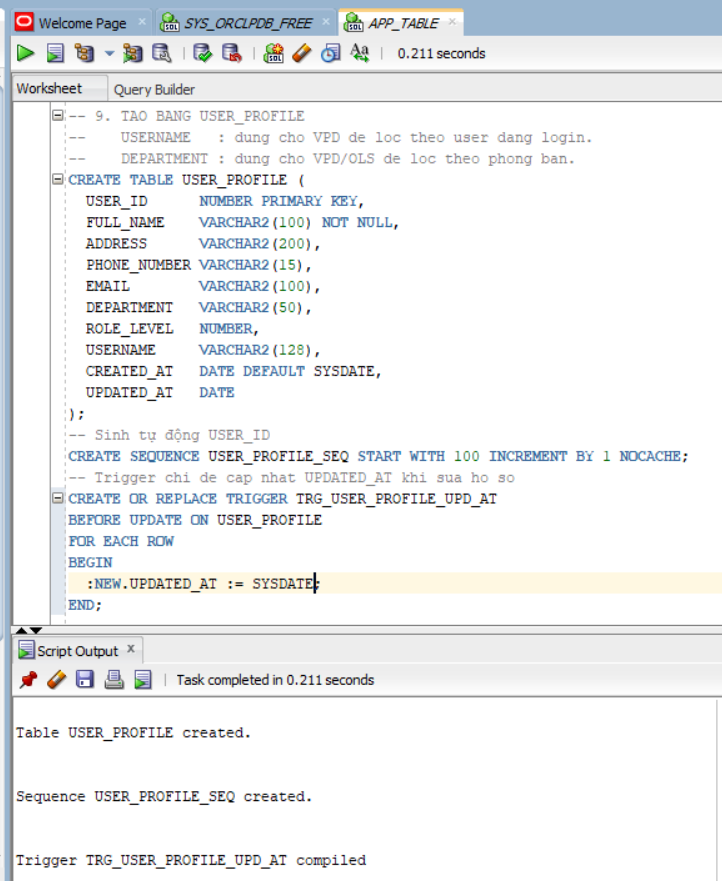 Welcome Page × SYS_ORCLPDB_FREE × APP_TABLE ×
0.211 seconds
Worksheet Query Builder
-- 9. TAO BANG USER_PROFILE
--    USERNAME   : dung cho VPD de loc theo user dang login.
--    DEPARTMENT : dung cho VPD/OLS de loc theo phong ban.
CREATE TABLE USER_PROFILE (
  USER_ID      NUMBER PRIMARY KEY,
  FULL_NAME    VARCHAR2(100) NOT NULL,
  ADDRESS      VARCHAR2(200),
  PHONE_NUMBER VARCHAR2(15),
  EMAIL        VARCHAR2(100),
  DEPARTMENT   VARCHAR2(50),
  ROLE_LEVEL   NUMBER,
  USERNAME     VARCHAR2(128),
  CREATED_AT   DATE DEFAULT SYSDATE,
  UPDATED_AT   DATE
);
-- Sinh tự động USER_ID
CREATE SEQUENCE USER_PROFILE_SEQ START WITH 100 INCREMENT BY 1 NOCACHE;
-- Trigger chi de cap nhat UPDATED_AT khi sua ho so
CREATE OR REPLACE TRIGGER TRG_USER_PROFILE_UPD_AT
BEFORE UPDATE ON USER_PROFILE
FOR EACH ROW
BEGIN
  :NEW.UPDATED_AT := SYSDATE;
END;
Script Output ×
Task completed in 0.211 seconds
Table USER_PROFILE created.
Sequence USER_PROFILE_SEQ created.
Trigger TRG_USER_PROFILE_UPD_AT compiled